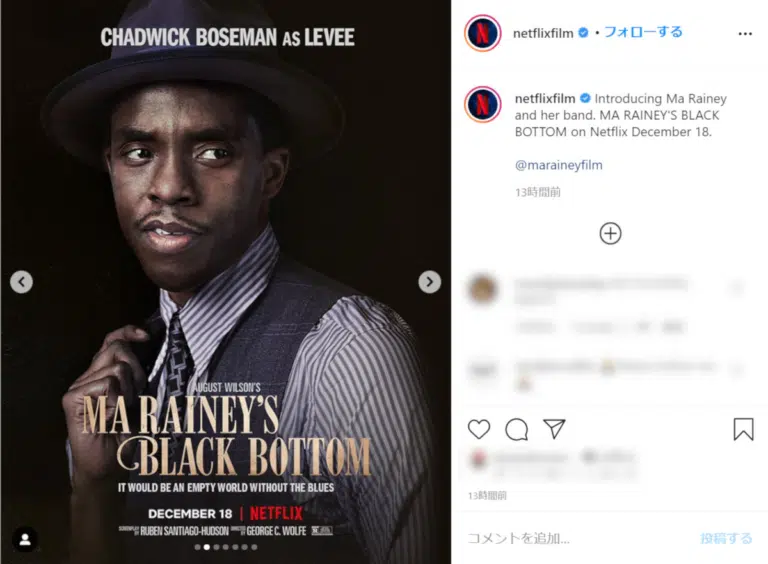 CHADWICK BOSEMAN AS LEVEE
AUGUST WILSON'S
MA RAINEY'S
BLACK BOTTOM
IT WOULD BE AN EMPTY WORLD WITHOUT THE BLUES
DECEMBER 18 | NETFLIX
SCREENPLAY BY RUBEN SANTIAGO-HUDSON DIRECTED BY GEORGE C. WOLFE
netflixfilm • フォローする
netflixfilm Introducing Ma Rainey
and her band. MA RAINEY'S BLACK
BOTTOM on Netflix December 18.
@maraineyfilm
13時間前
13時間前
コメントを追加... 投稿する